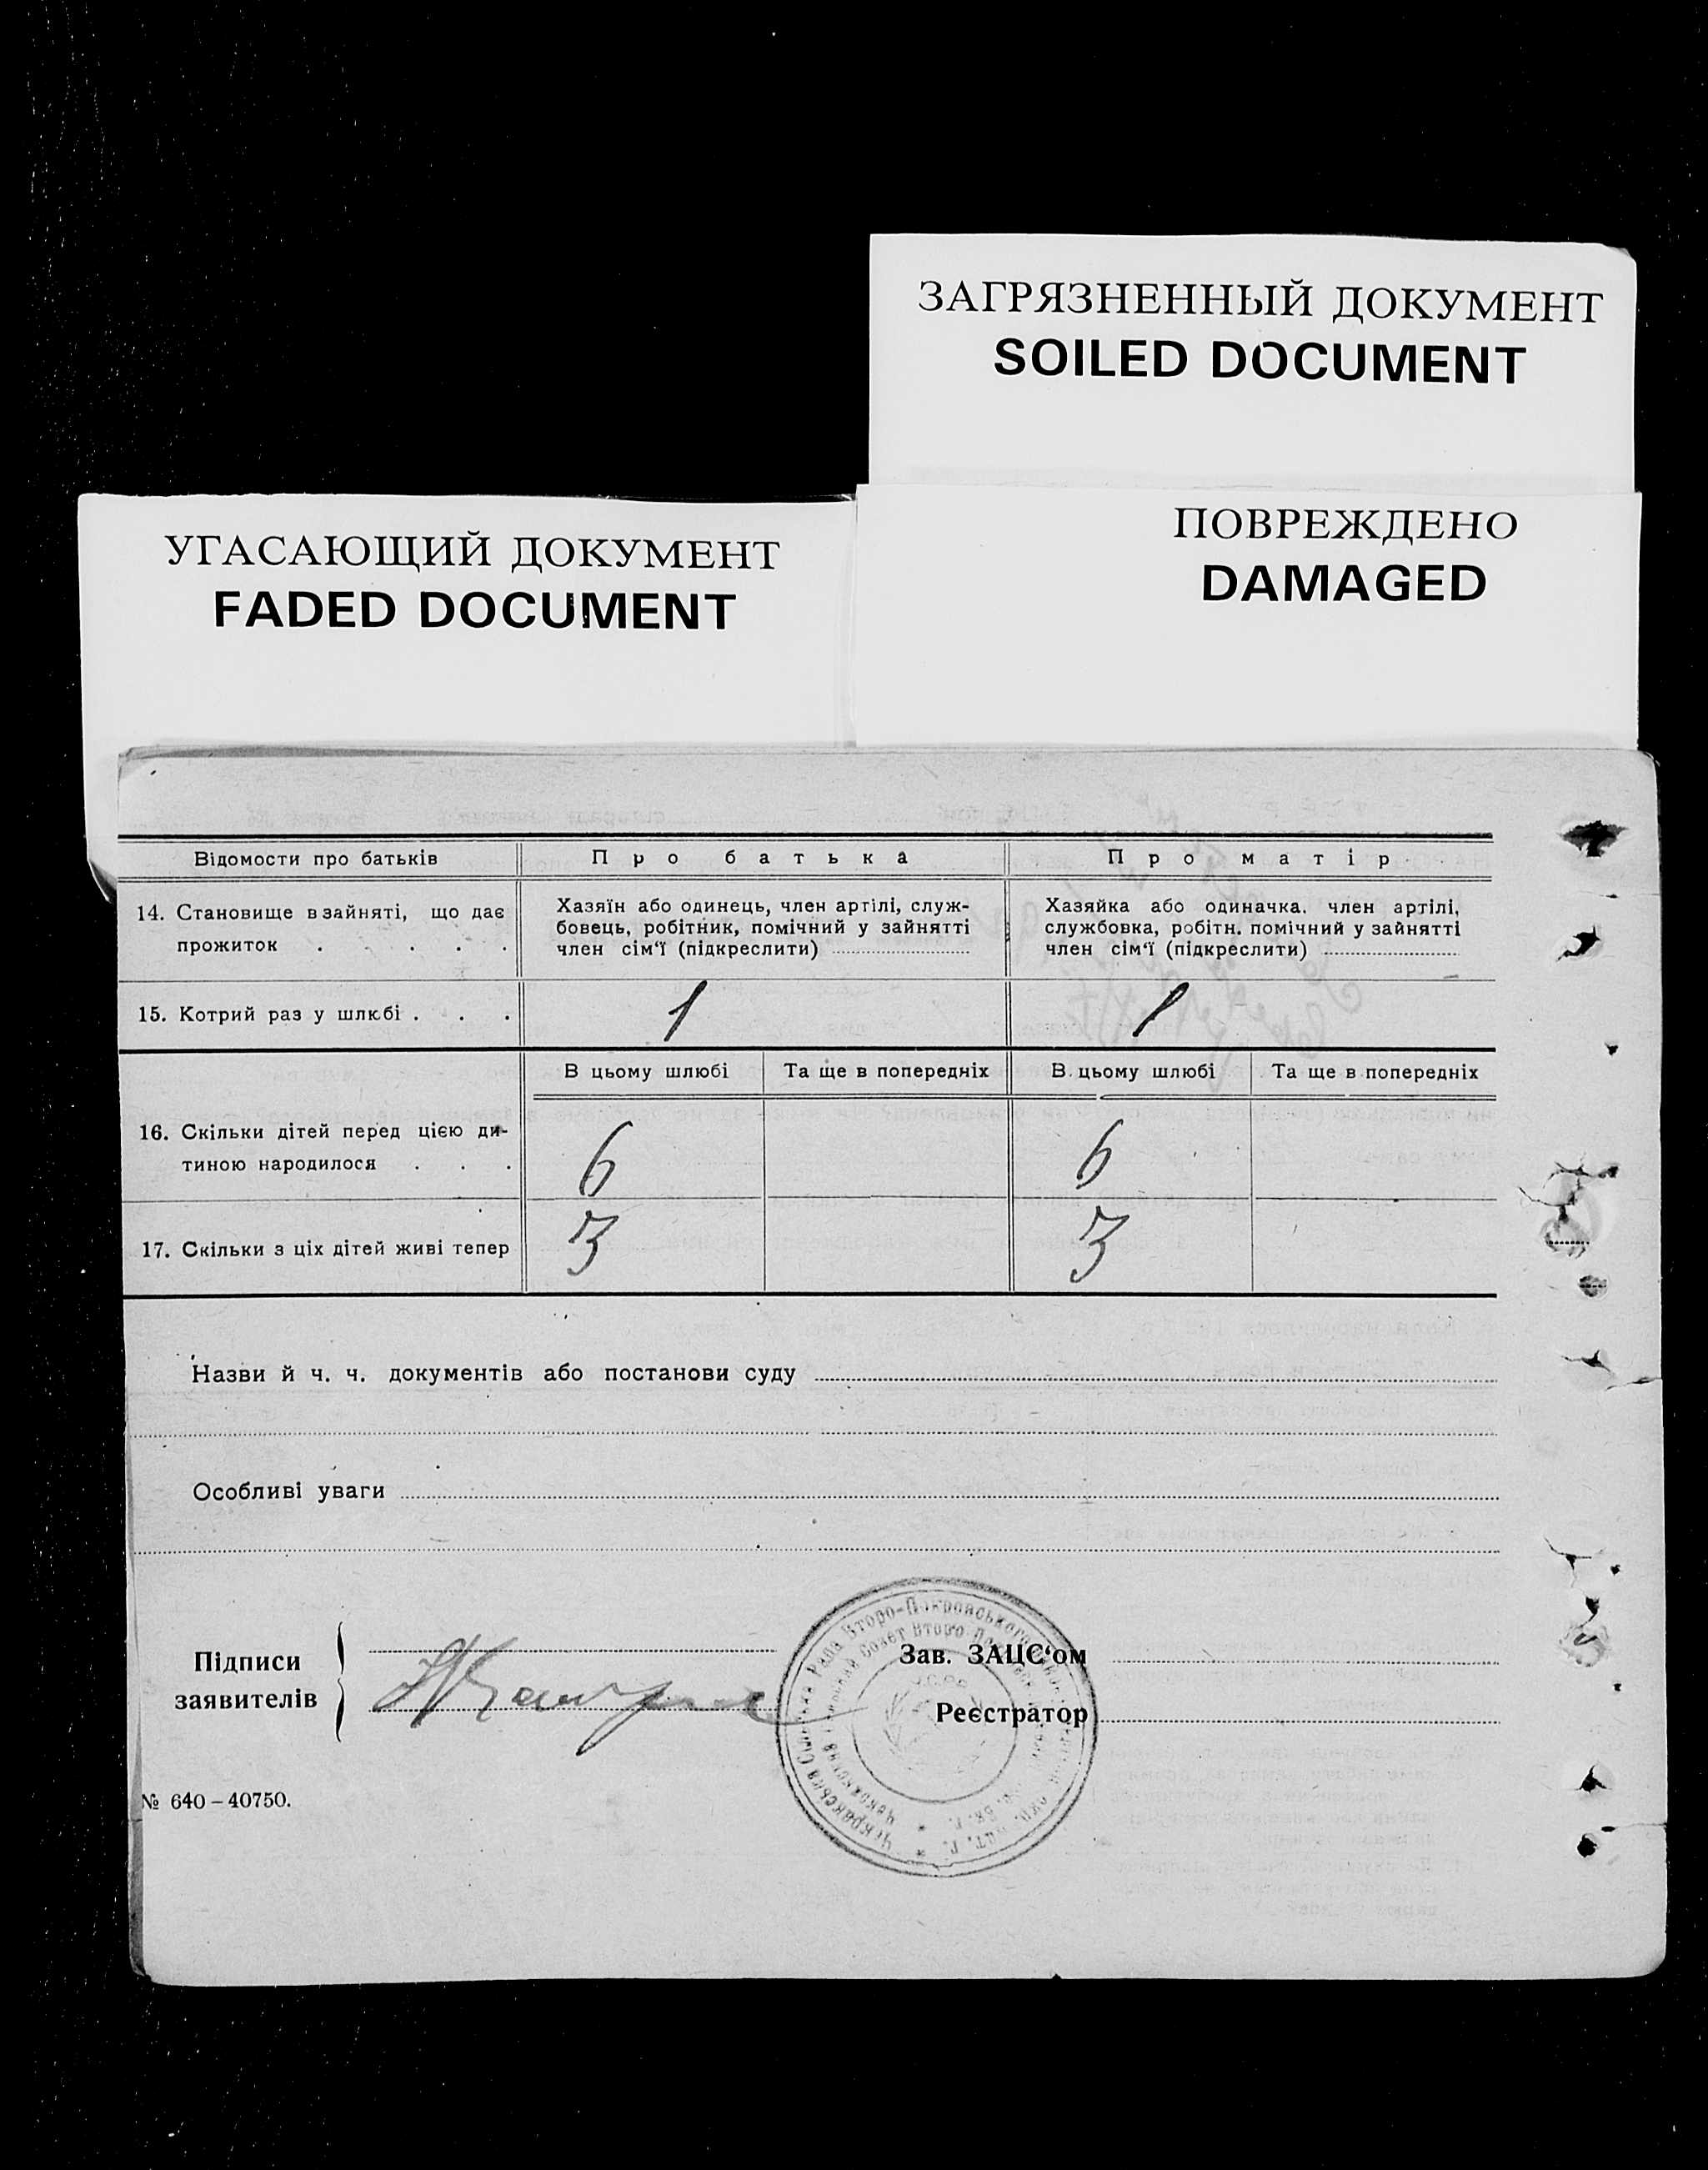 ЗАГРЯЗНЕННЫЙ ДОКУМЕНТ
SOILED DOCUMENT
УГАСАЮЩИЙ ДОКУМЕНТ
FADED DOCUMENT
ПОВРЕЖДЕНО
DAMAGED
Відомости про батьків Про батька Про матір
14. Становище в зайняті, що дає
прожиток . . . .
Хазяїн або одинець, член артілі, служ-
бовець, робітник, помічний у зайнятті
член сім'ї (підкреслити)
Хазяйка або одиначка. член артілі,
службовка, робітн. помічний у зайнятті
член сім'ї (підкреслити)
15. Котрий раз у шлюбі . . . 1 1
В цьому шлюбі Та ще в попередніх В цьому шлюбі Та ще в попередніх
16. Скільки дітей перед цією ди-
тиною народилося . . . 6 6
17. Скільки з ціх дітей живі тепер 3 3
Назви й ч. ч. документів або постанови суду
Особливі уваги
Підписи
заявителів
Зав. ЗАЦС'ом
Реєстратор
№ 640 – 40750.